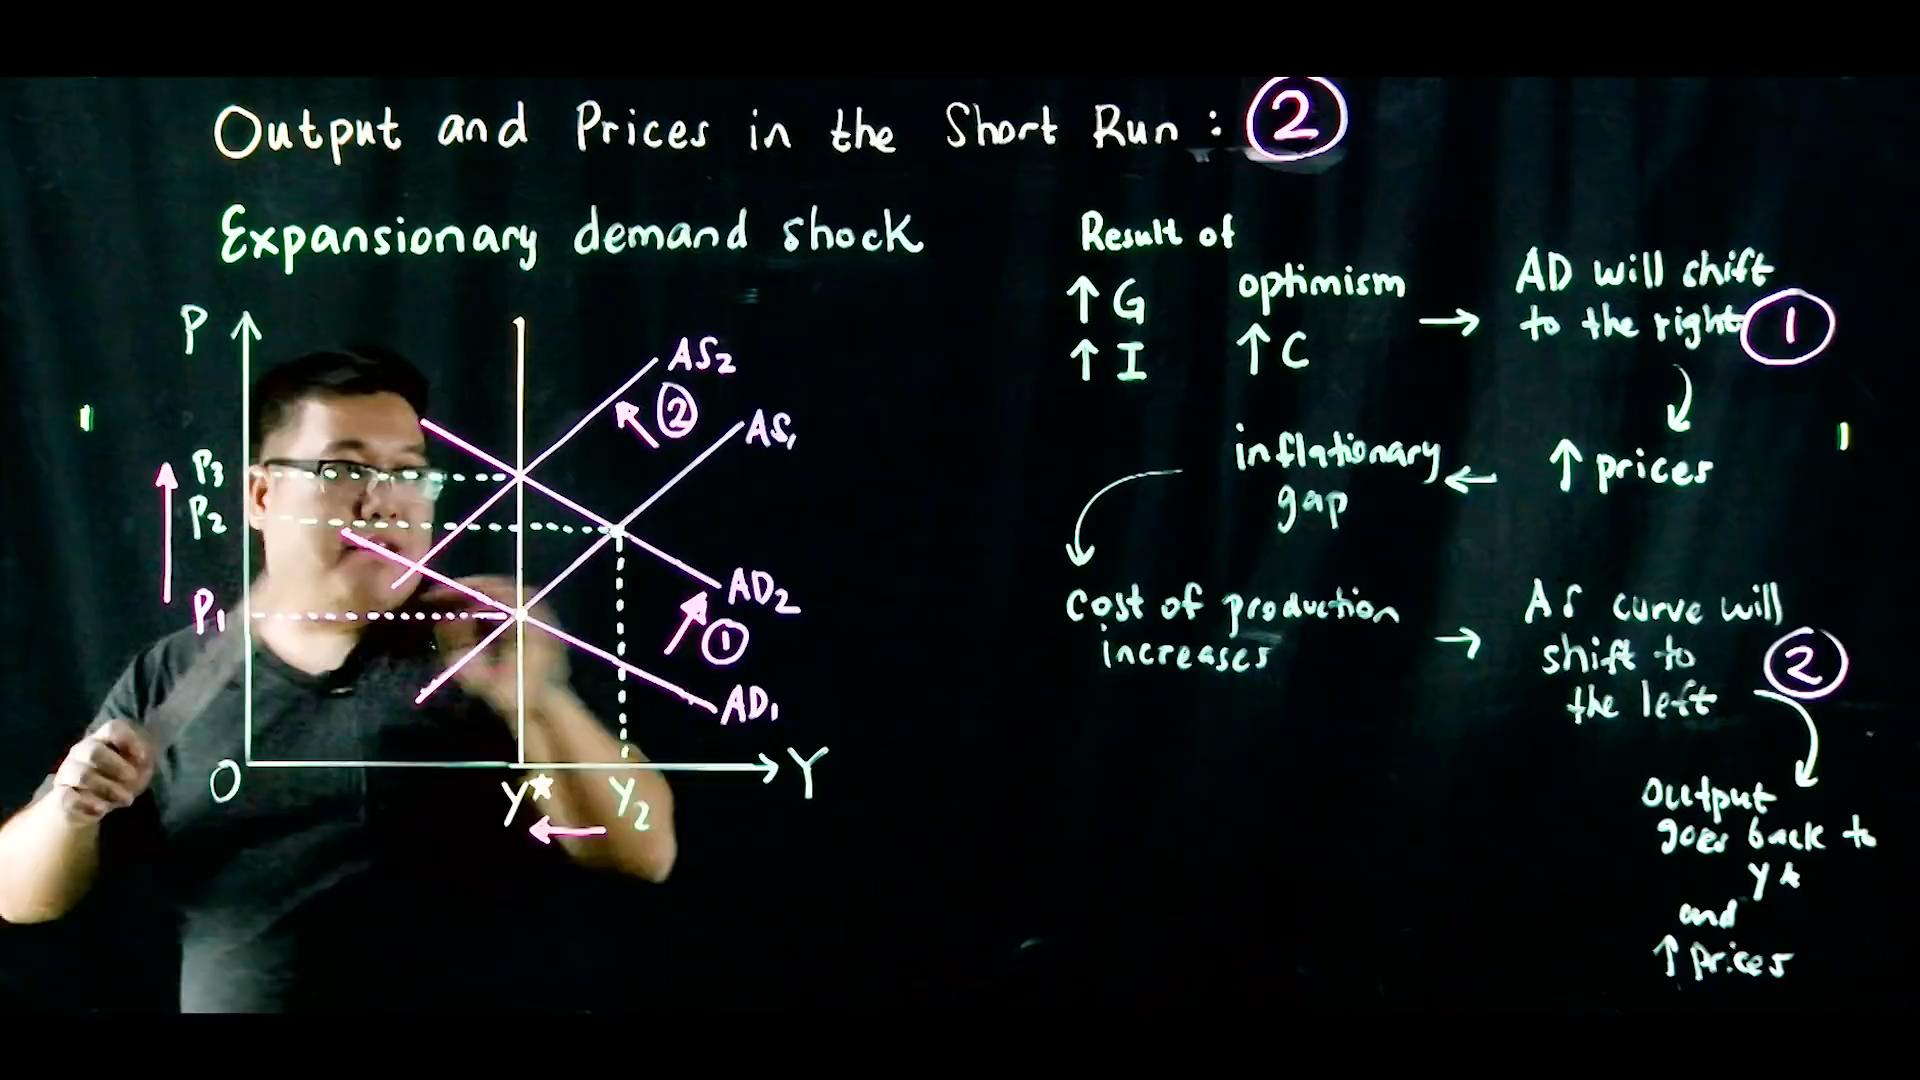 Output and Prices in the Short Run : 2
Expansionary demand shock
P
P3
P2
P1
O
Y* Y2
Y
AS2
2
AS1
AD2
1
AD1
Result of
↑ G optimism
↑ I ↑ C
→
AD will shift
to the right 1
↑ prices
←
inflationary
gap
Cost of production
increases
→
AS curve will
shift to 2
the left
Output
goes back to
Y*
and
↑ prices